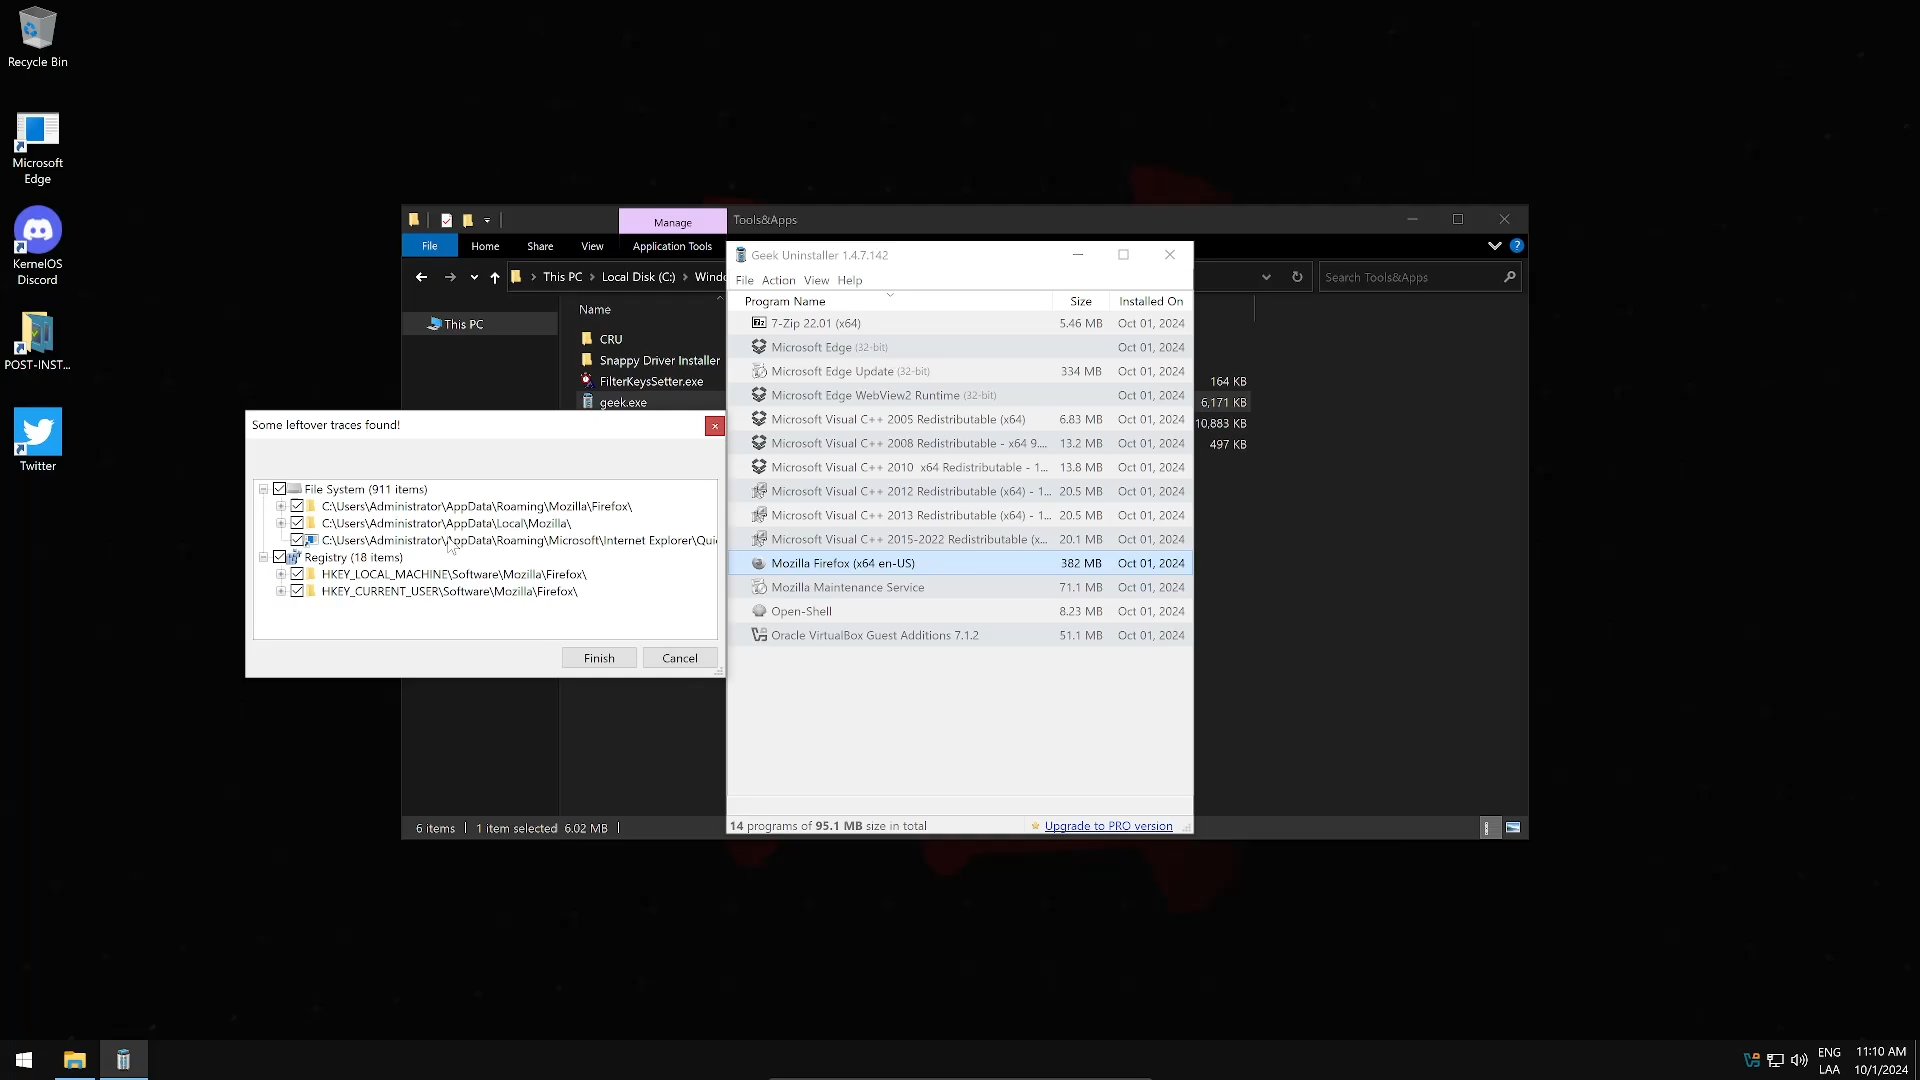 Recycle Bin
Microsoft
Edge
KernelOS
Discord
POST-INST...
Twitter
Manage
Tools&Apps
File
Home
Share
View
Application Tools
This PC
Local Disk (C:)
Windo
Search Tools&Apps
This PC
Name
CRU
Snappy Driver Installer
FilterKeysSetter.exe
164 KB
geek.exe
6,171 KB
10,883 KB
497 KB
6 items
1 item selected 6.02 MB
Some leftover traces found!
File System (911 items)
C:\Users\Administrator\AppData\Roaming\Mozilla\Firefox\
C:\Users\Administrator\AppData\Local\Mozilla\
C:\Users\Administrator\AppData\Roaming\Microsoft\Internet Explorer\Qui
Registry (18 items)
HKEY_LOCAL_MACHINE\Software\Mozilla\Firefox\
HKEY_CURRENT_USER\Software\Mozilla\Firefox\
Finish
Cancel
Geek Uninstaller 1.4.7.142
File Action View Help
Program Name Size Installed On
7-Zip 22.01 (x64) 5.46 MB Oct 01, 2024
Microsoft Edge (32-bit) Oct 01, 2024
Microsoft Edge Update (32-bit) 334 MB Oct 01, 2024
Microsoft Edge WebView2 Runtime (32-bit) Oct 01, 2024
Microsoft Visual C++ 2005 Redistributable (x64) 6.83 MB Oct 01, 2024
Microsoft Visual C++ 2008 Redistributable - x64 9.... 13.2 MB Oct 01, 2024
Microsoft Visual C++ 2010 x64 Redistributable - 1... 13.8 MB Oct 01, 2024
Microsoft Visual C++ 2012 Redistributable (x64) - 1... 20.5 MB Oct 01, 2024
Microsoft Visual C++ 2013 Redistributable (x64) - 1... 20.5 MB Oct 01, 2024
Microsoft Visual C++ 2015-2022 Redistributable (x... 20.1 MB Oct 01, 2024
Mozilla Firefox (x64 en-US) 382 MB Oct 01, 2024
Mozilla Maintenance Service 71.1 MB Oct 01, 2024
Open-Shell 8.23 MB Oct 01, 2024
Oracle VirtualBox Guest Additions 7.1.2 51.1 MB Oct 01, 2024
14 programs of 95.1 MB size in total
Upgrade to PRO version
ENG
LAA
11:10 AM
10/1/2024